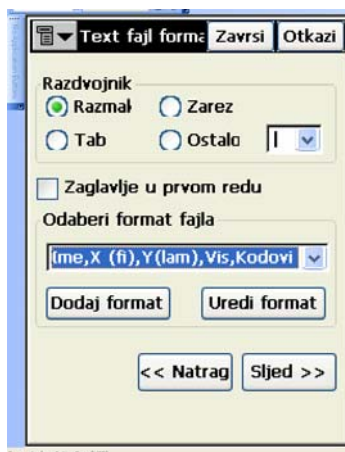 Text fajl forma Zavrsi Otkazi
Razdvojnik
Razmak Zarez
Tab Ostalo |
Zaglavlje u prvom redu
Odaberi format fajla
Ime,X (fi),Y(lam),Vis,Kodovi
Dodaj format Uredi format
<< Natrag Sljed >>